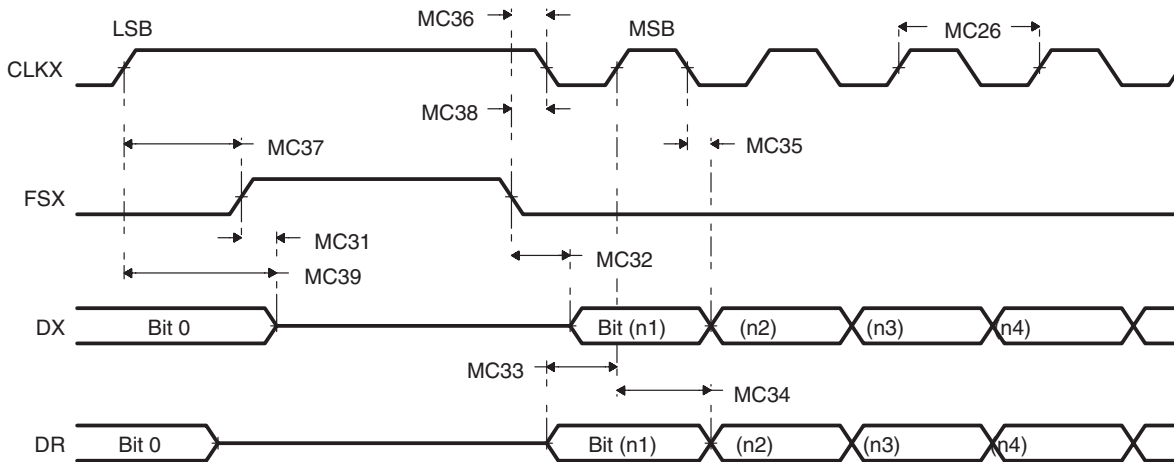 LSB
MC36
MSB
MC26
CLKX
MC38
MC37
MC35
FSX
MC31
MC32
MC39
DX
Bit 0
Bit (n1)
(n2)
(n3)
(n4)
MC33
MC34
DR
Bit 0
Bit (n1)
(n2)
(n3)
(n4)